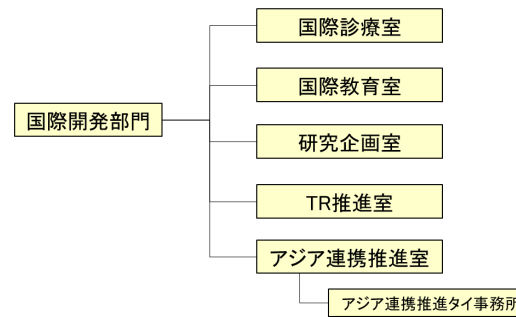 国際診療室
国際教育室
国際開発部門
研究企画室
TR推進室
アジア連携推進室
アジア連携推進タイ事務所